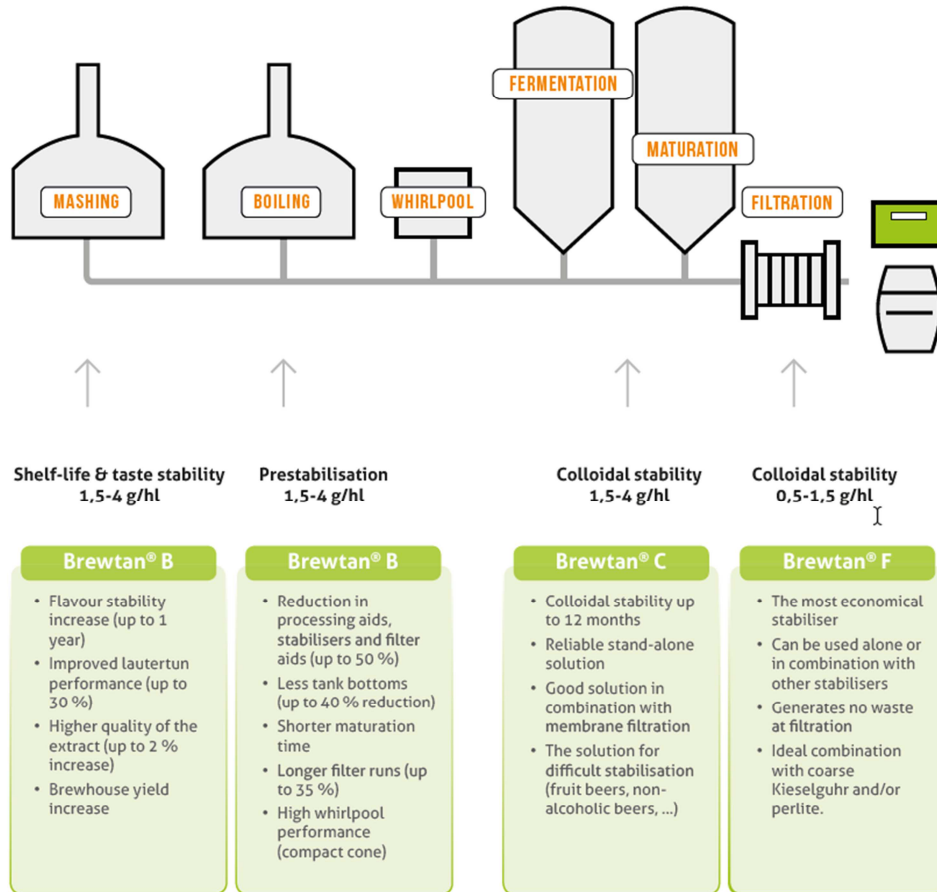 FERMENTATION
MATURATION
MASHING
BOILING
WHIRLPOOL
FILTRATION
Shelf-life & taste stability
1,5-4 g/hl
Prestabilisation
1,5-4 g/hl
Colloidal stability
1,5-4 g/hl
Colloidal stability
0,5-1,5 g/hl
Brewtan® B
• Flavour stability
increase (up to 1
year)
• Improved lautertun
performance (up to
30 %)
• Higher quality of the
extract (up to 2 %
increase)
• Brewhouse yield
increase
Brewtan® B
• Reduction in
processing aids,
stabilisers and filter
aids (up to 50 %)
• Less tank bottoms
(up to 40 % reduction)
• Shorter maturation
time
• Longer filter runs (up
to 35 %)
• High whirlpool
performance
(compact cone)
Brewtan® C
• Colloidal stability up
to 12 months
• Reliable stand-alone
solution
• Good solution in
combination with
membrane filtration
• The solution for
difficult stabilisation
(fruit beers, non-
alcoholic beers, ...)
Brewtan® F
• The most economical
stabiliser
• Can be used alone or
in combination with
other stabilisers
• Generates no waste
at filtration
• Ideal combination
with coarse
Kieselguhr and/or
perlite.